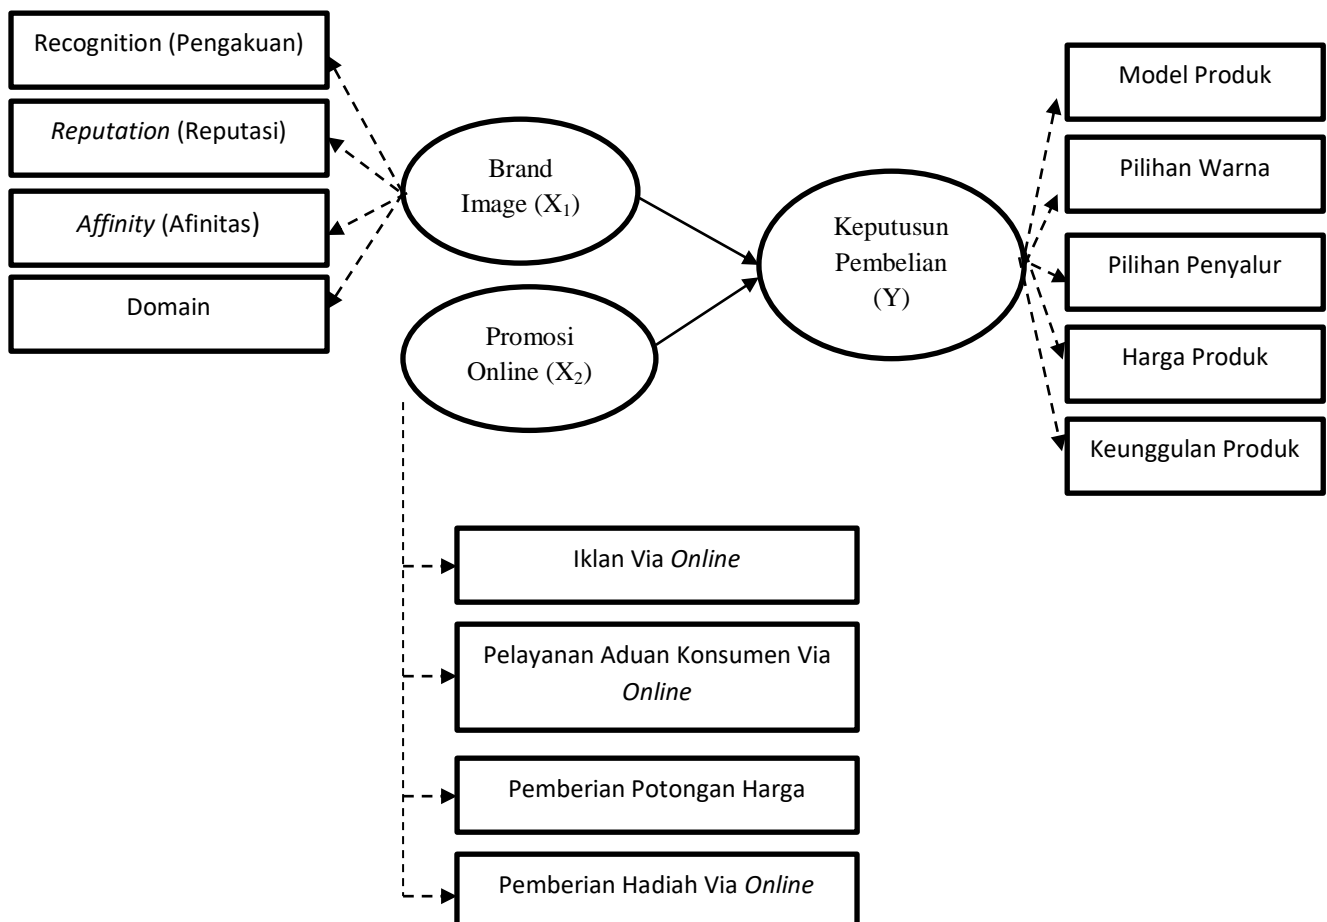 Recognition (Pengakuan)
Reputation (Reputasi)
Affinity (Afinitas)
Domain
Brand
Image (X₁)
Promosi
Online (X₂)
Keputusun
Pembelian
(Y)
Model Produk
Pilihan Warna
Pilihan Penyalur
Harga Produk
Keunggulan Produk
Iklan Via Online
Pelayanan Aduan Konsumen Via
Online
Pemberian Potongan Harga
Pemberian Hadiah Via Online